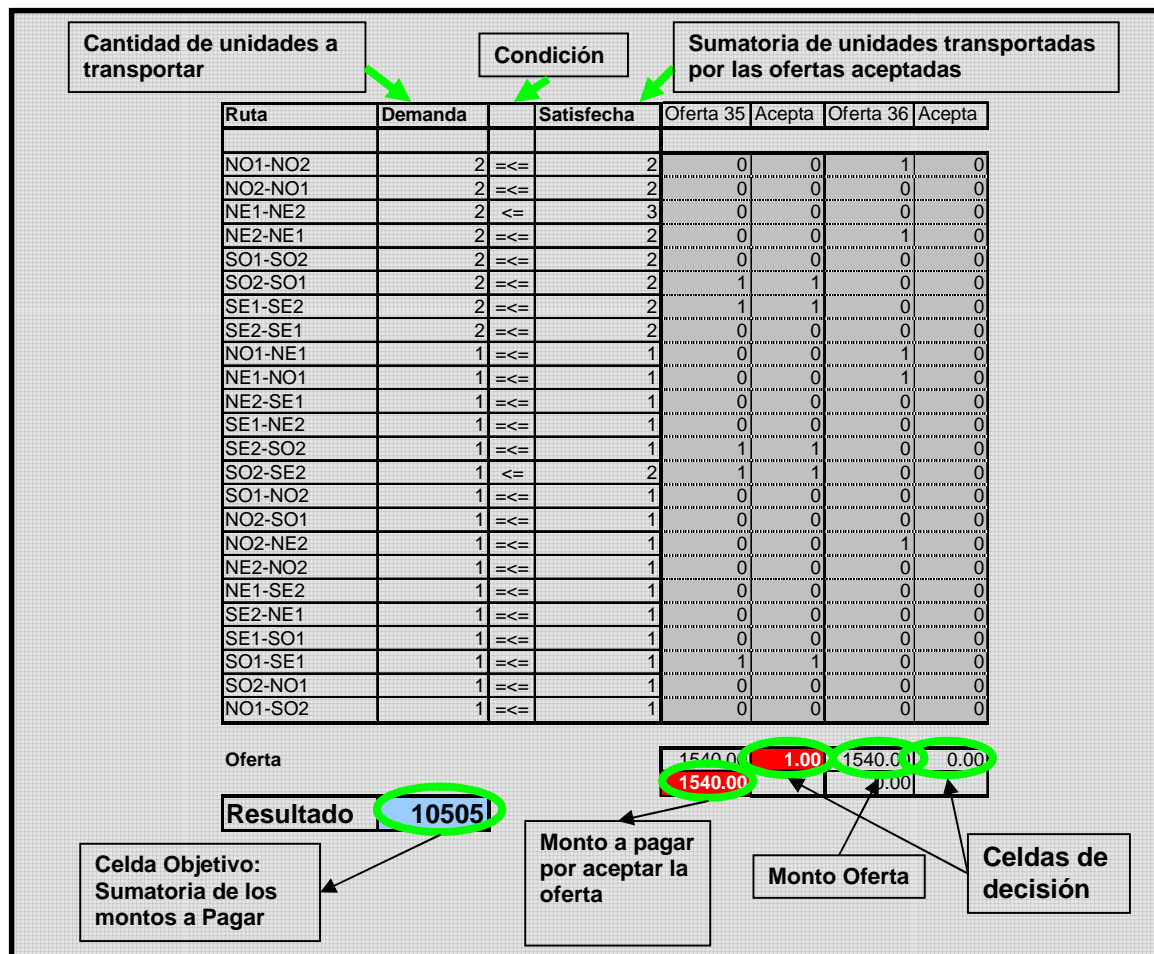 Cantidad de unidades a
transportar
Condición
Sumatoria de unidades transportadas
por las ofertas aceptadas
Ruta Demanda Satisfecha Oferta 35 Acepta Oferta 36 Acepta
NO1-NO2 2 =<= 2 0 0 1 0
NO2-NO1 2 =<= 2 0 0 0 0
NE1-NE2 2 <= 3 0 0 0 0
NE2-NE1 2 =<= 2 0 0 1 0
SO1-SO2 2 =<= 2 0 0 0 0
SO2-SO1 2 =<= 2 1 1 0 0
SE1-SE2 2 =<= 2 1 1 0 0
SE2-SE1 2 =<= 2 0 0 0 0
NO1-NE1 1 =<= 1 0 0 1 0
NE1-NO1 1 =<= 1 0 0 1 0
NE2-SE1 1 =<= 1 0 0 0 0
SE1-NE2 1 =<= 1 0 0 0 0
SE2-SO2 1 =<= 1 1 1 0 0
SO2-SE2 1 <= 2 1 1 0 0
SO1-NO2 1 =<= 1 0 0 0 0
NO2-SO1 1 =<= 1 0 0 0 0
NO2-NE2 1 =<= 1 0 0 1 0
NE2-NO2 1 =<= 1 0 0 0 0
NE1-SE2 1 =<= 1 0 0 0 0
SE2-NE1 1 =<= 1 0 0 0 0
SE1-SO1 1 =<= 1 0 0 0 0
SO1-SE1 1 =<= 1 1 1 0 0
SO2-NO1 1 =<= 1 0 0 0 0
NO1-SO2 1 =<= 1 0 0 0 0
Oferta 1540.00 1.00 1540.00 0.00
1540.00 0.00
Resultado 10505
Celda Objetivo:
Sumatoria de los
montos a Pagar
Monto a pagar
por aceptar la
oferta
Monto Oferta
Celdas de
decisión